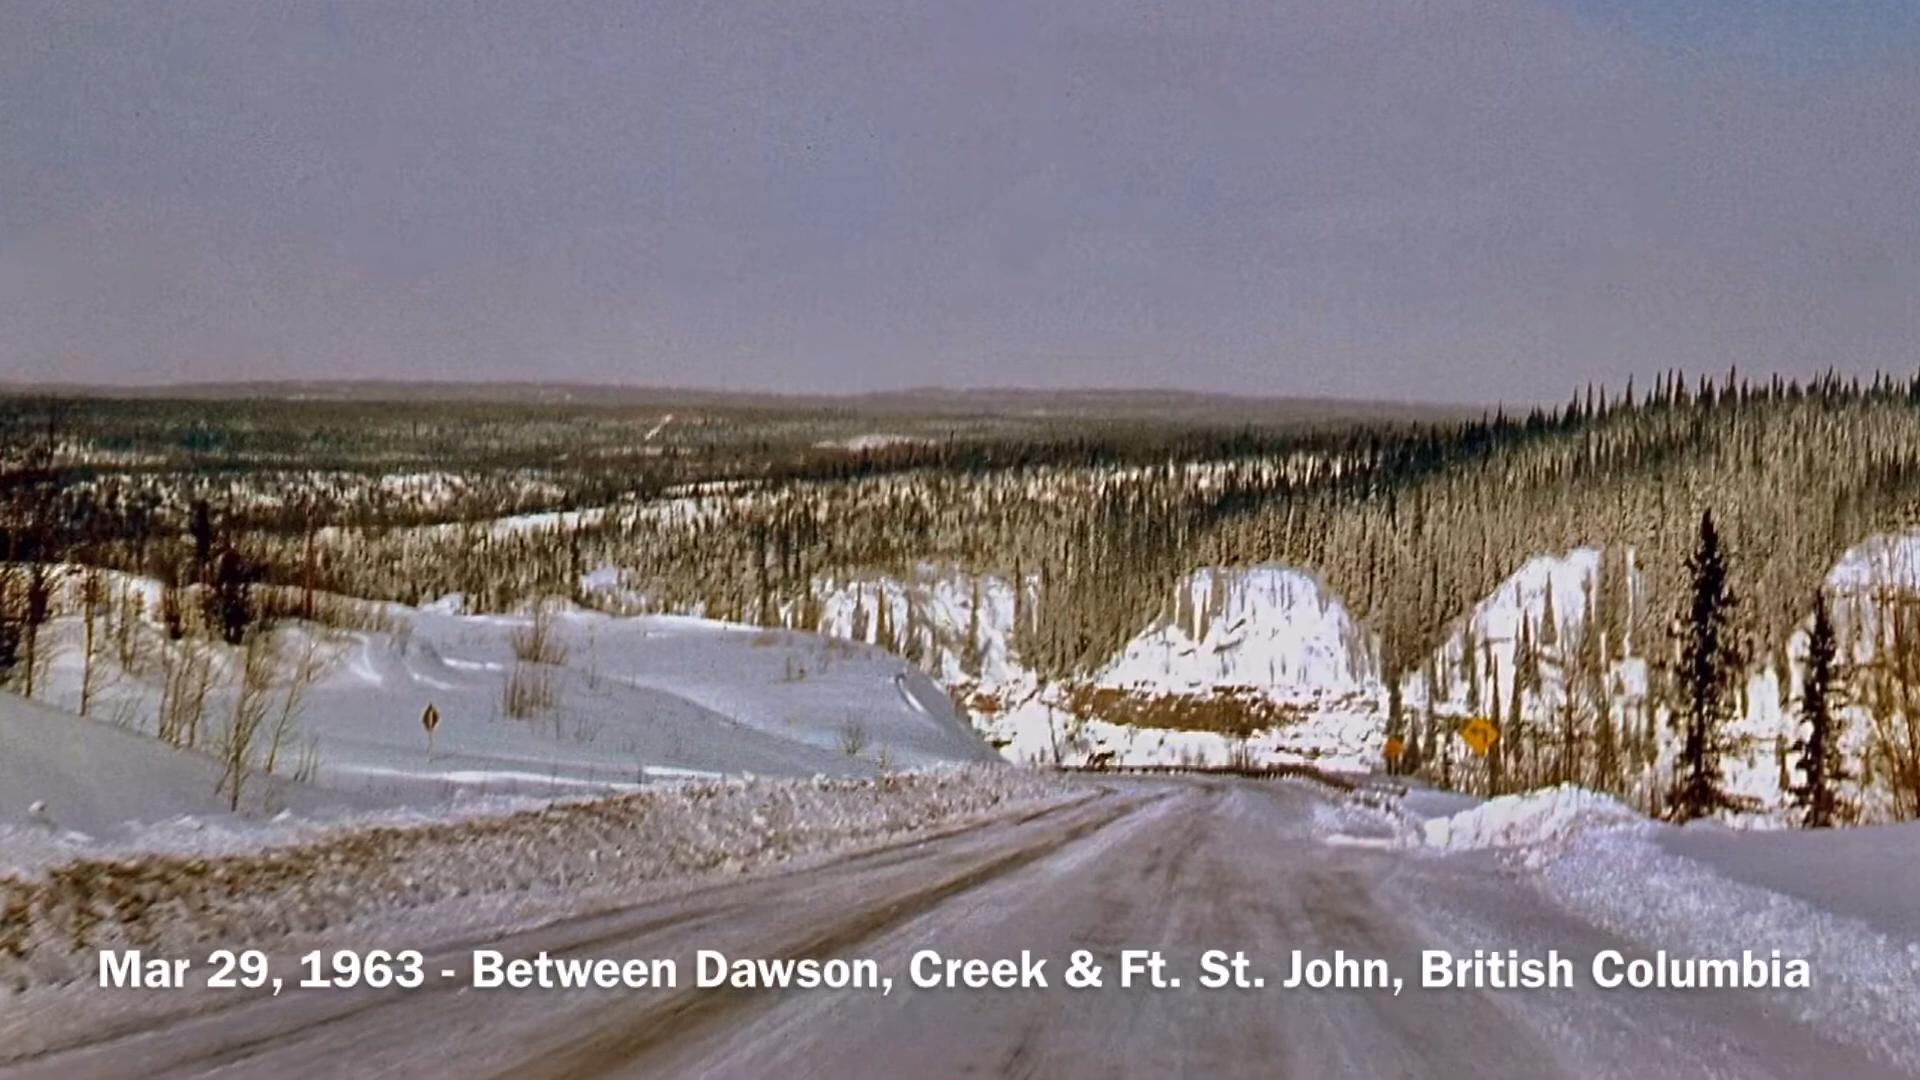 Mar 29, 1963 - Between Dawson, Creek & Ft. St. John, British Columbia